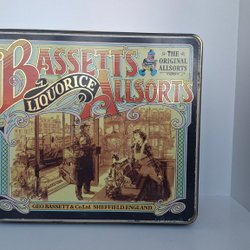 BASSETT'S
LIQUORICE
ALLSORTS
THE
ORIGINAL
ALLSORTS
GEO BASSETT & Co. Ltd. SHEFFIELD, ENGLAND.